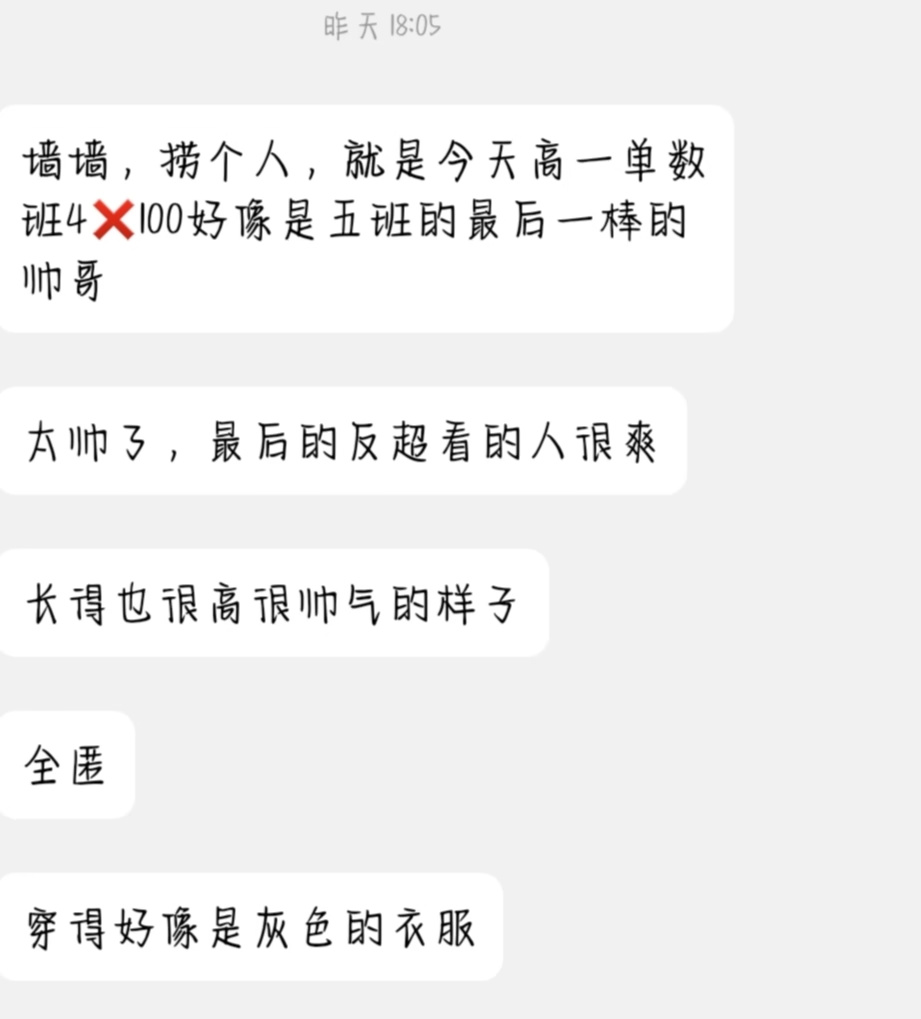 昨天 18:05
墙墙，捞个人，就是今天高一单数
班4❌100好像是五班的最后一棒的
帅哥
太帅了，最后的反超看的人很爽
长得也很高很帅气的样子
全匿
穿得好像是灰色的衣服